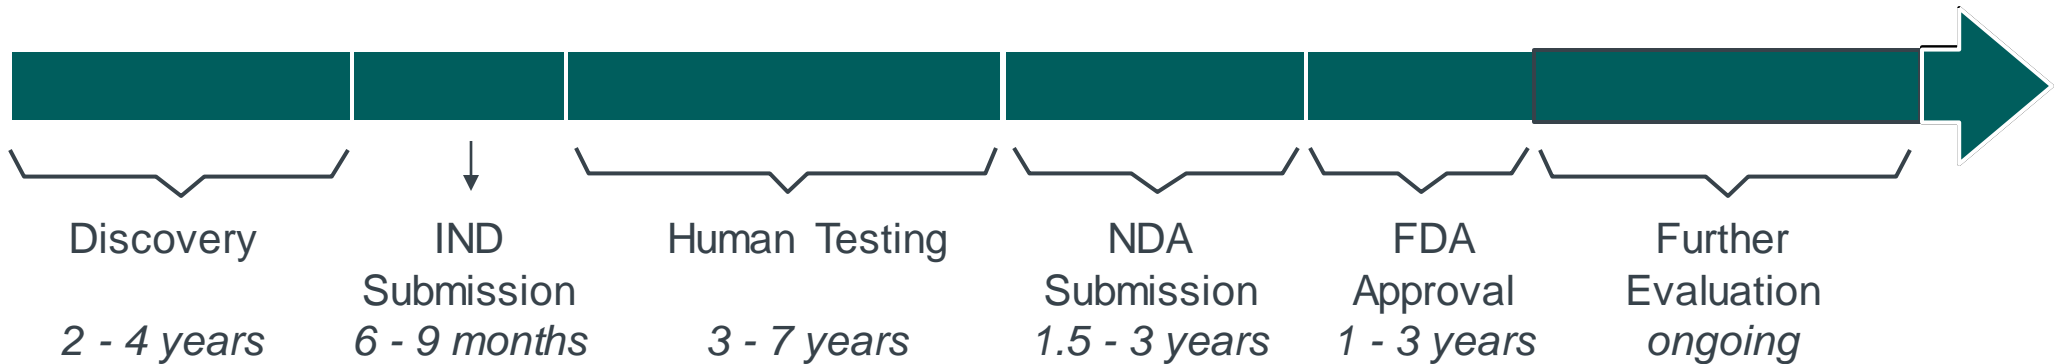 Discovery
2 - 4 years
IND
Submission
6 - 9 months
Human Testing
3 - 7 years
NDA
Submission
1.5 - 3 years
FDA
Approval
1 - 3 years
Further
Evaluation
ongoing